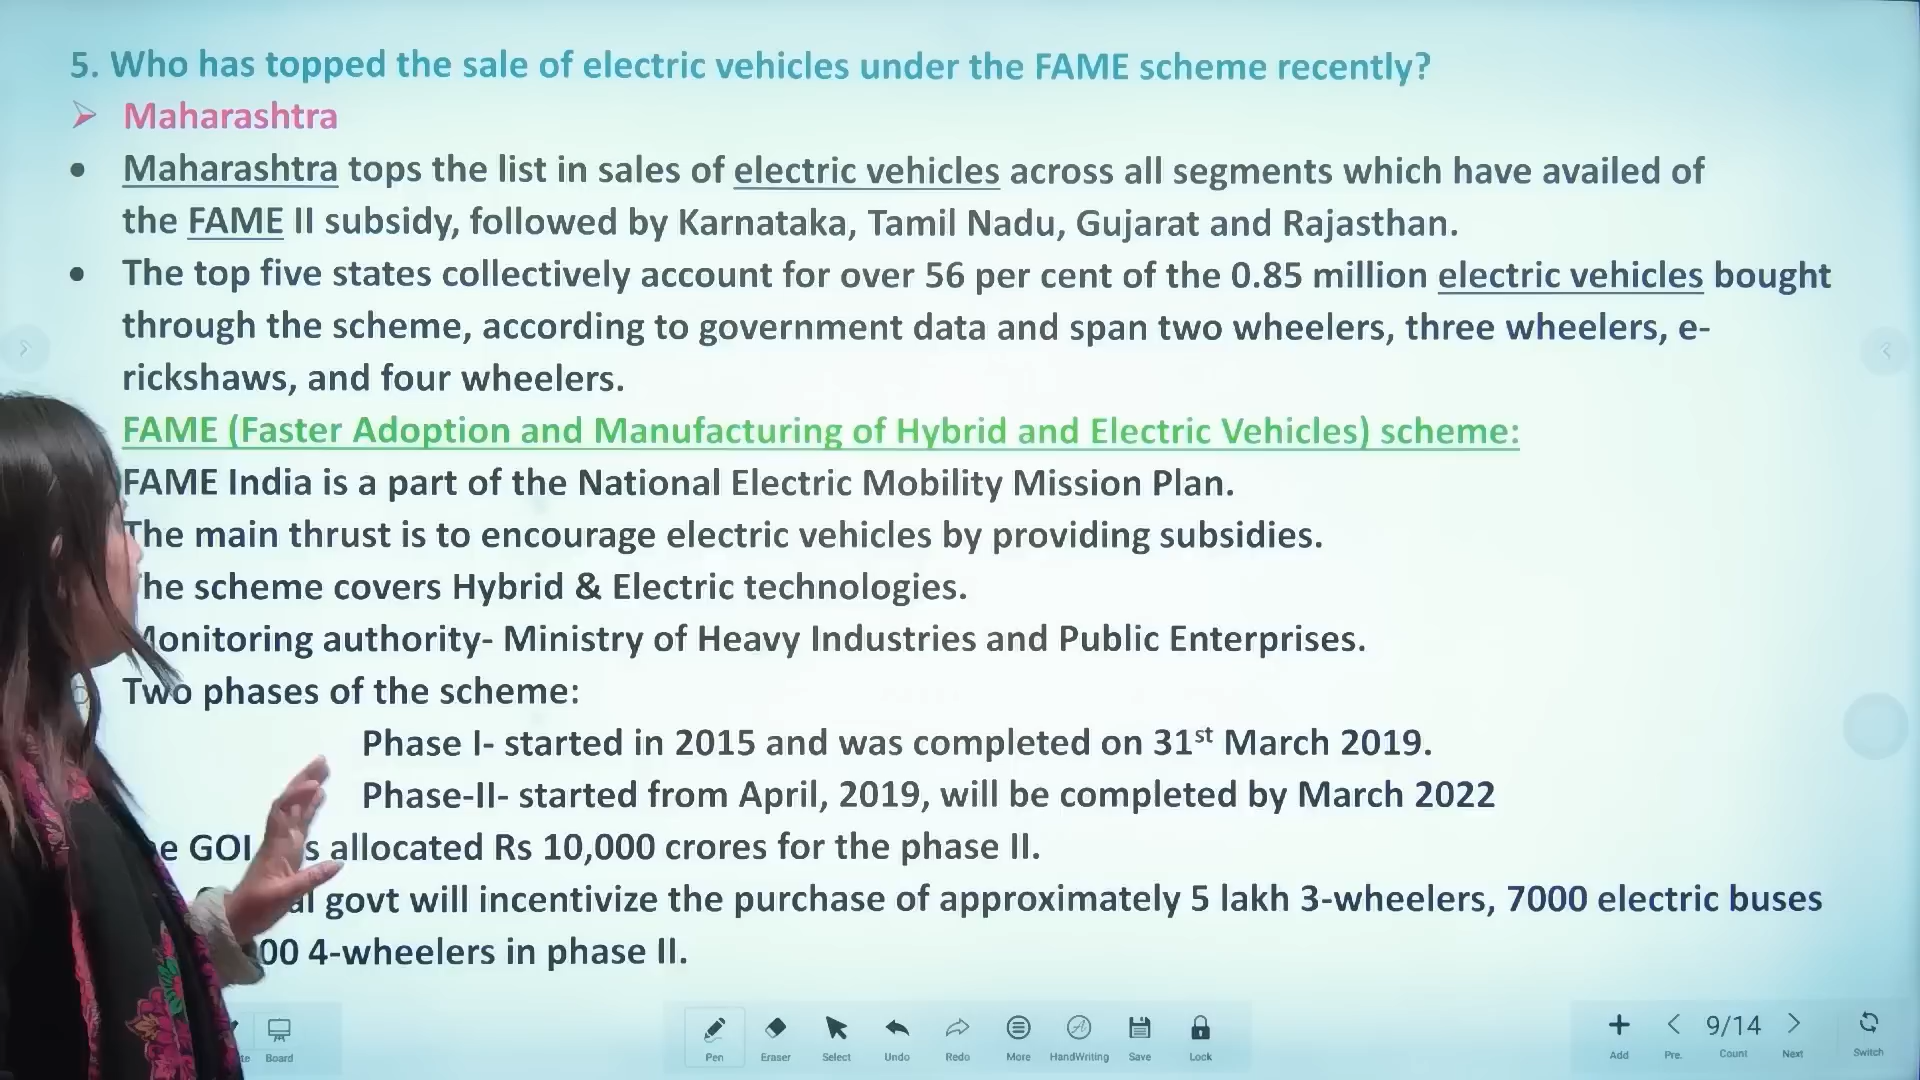 5. Who has topped the sale of electric vehicles under the FAME scheme recently?
➢ Maharashtra
• Maharashtra tops the list in sales of electric vehicles across all segments which have availed of
the FAME II subsidy, followed by Karnataka, Tamil Nadu, Gujarat and Rajasthan.
• The top five states collectively account for over 56 per cent of the 0.85 million electric vehicles bought
through the scheme, according to government data and span two wheelers, three wheelers, e-
rickshaws, and four wheelers.
FAME (Faster Adoption and Manufacturing of Hybrid and Electric Vehicles) scheme:
FAME India is a part of the National Electric Mobility Mission Plan.
The main thrust is to encourage electric vehicles by providing subsidies.
he scheme covers Hybrid & Electric technologies.
Monitoring authority- Ministry of Heavy Industries and Public Enterprises.
Two phases of the scheme:
Phase I- started in 2015 and was completed on 31st March 2019.
Phase-II- started from April, 2019, will be completed by March 2022
e GOI s allocated Rs 10,000 crores for the phase II.
al govt will incentivize the purchase of approximately 5 lakh 3-wheelers, 7000 electric buses
00 4-wheelers in phase II.
te Board Pen Eraser Select Undo Redo More HandWriting Save Lock Add Pre. 9/14 Count Next Switch